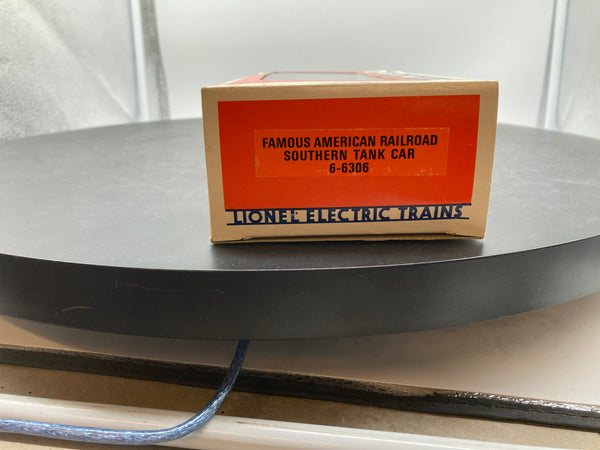 FAMOUS AMERICAN RAILROAD
SOUTHERN TANK CAR
6-6306
LIONEL ELECTRIC TRAINS